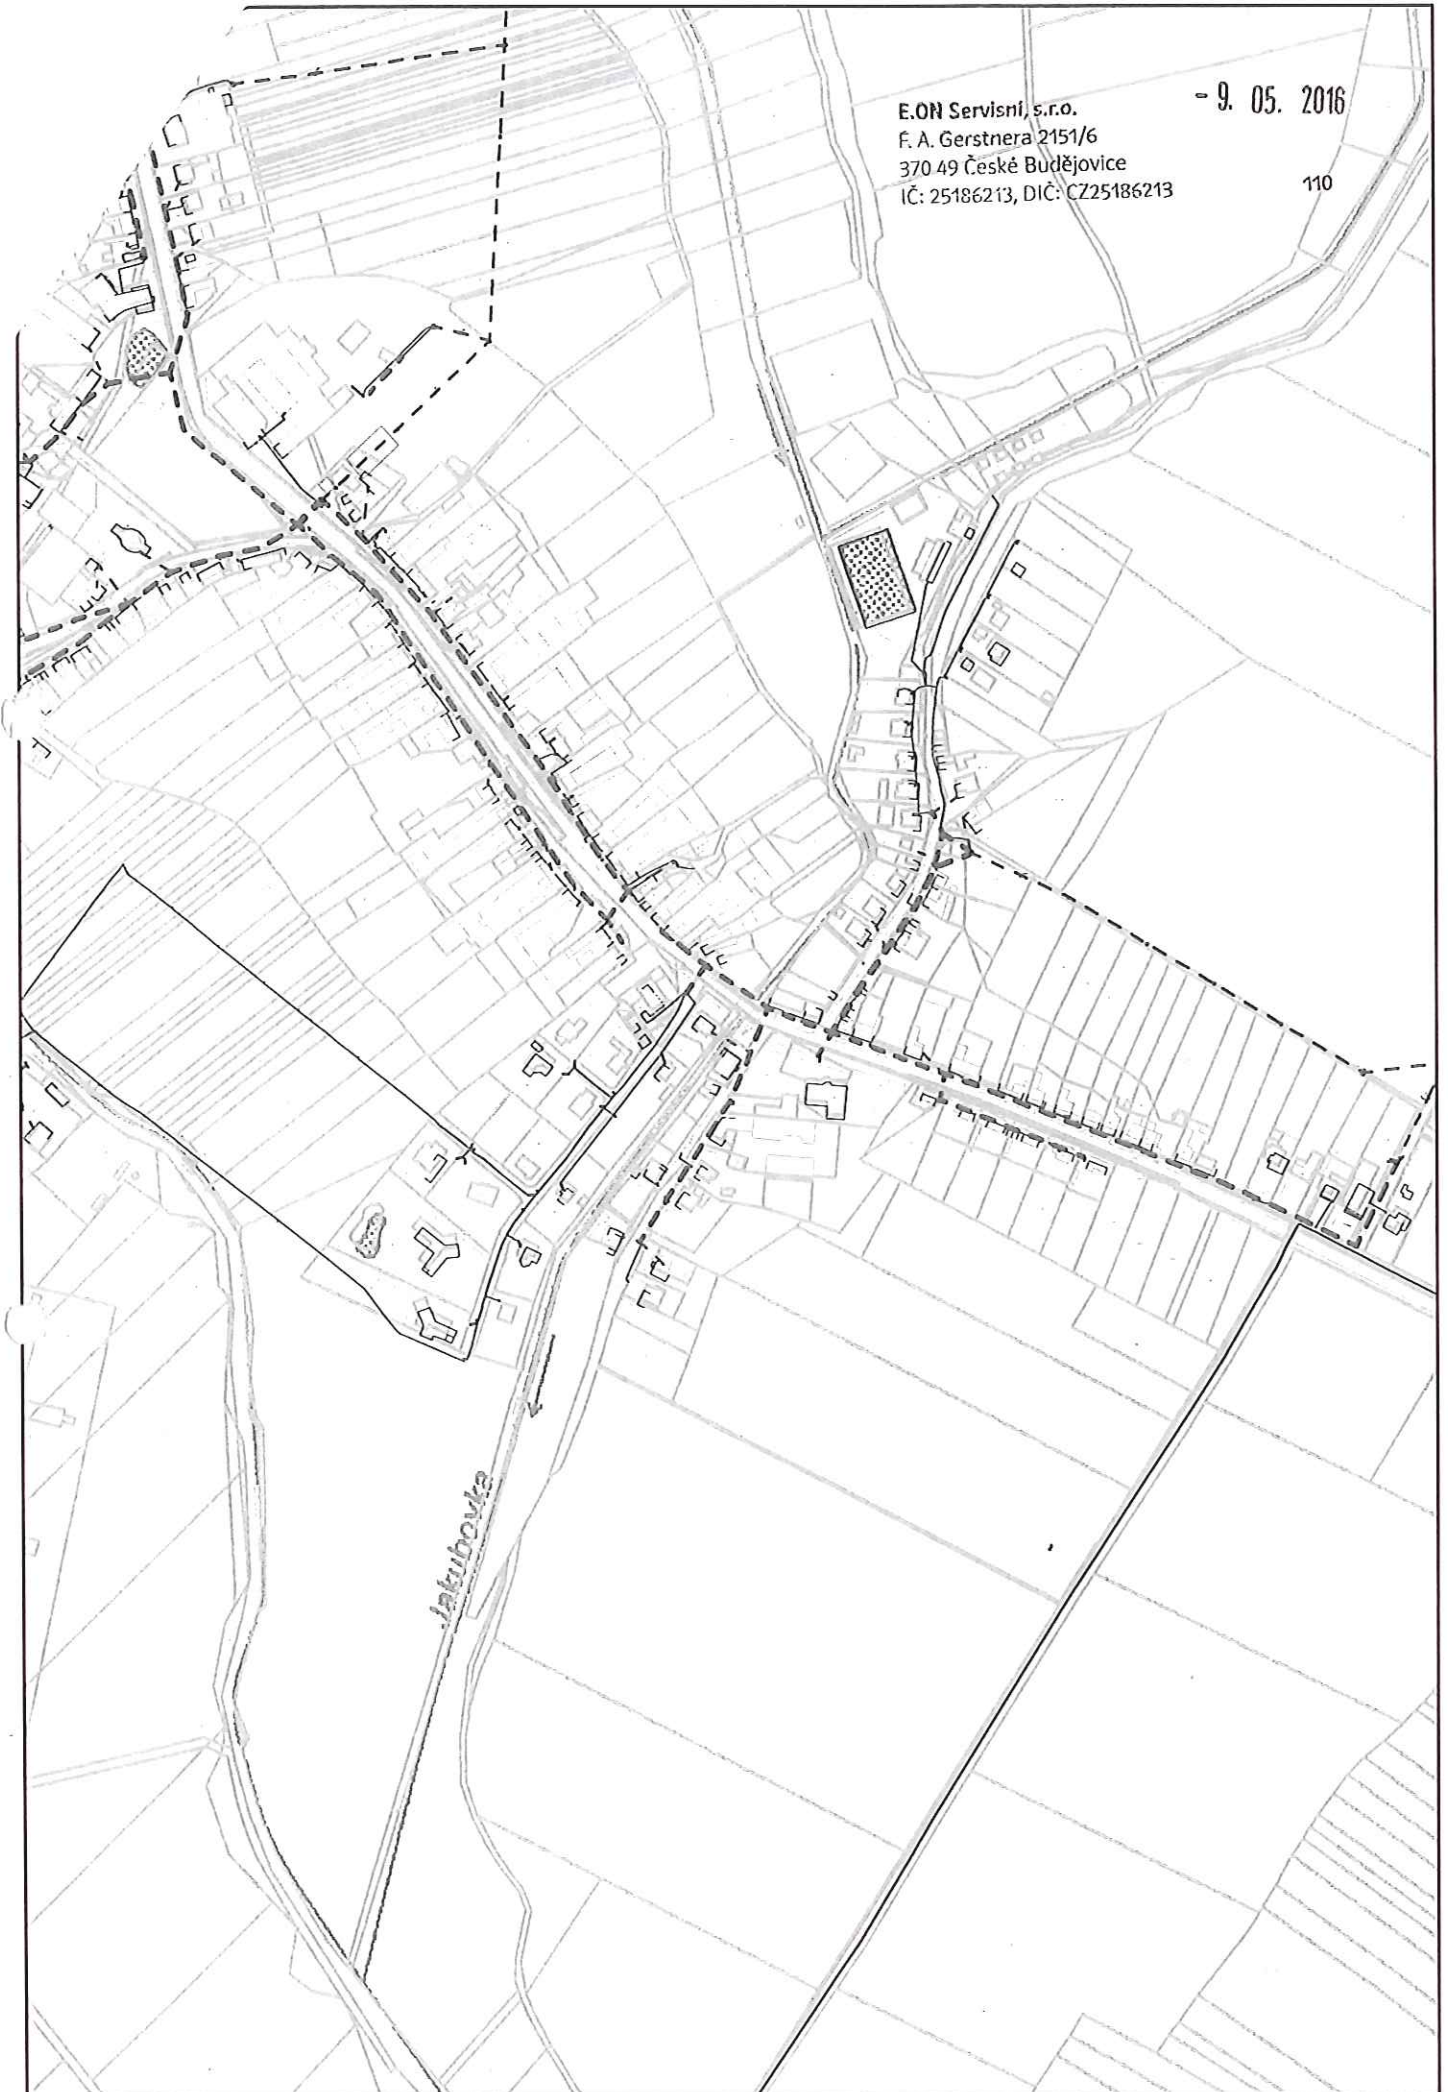 E.ON Servisní, s.r.o.
F. A. Gerstnera 2151/6
370 49 České Budějovice
IČ: 25186213, DIČ: CZ25186213
- 9. 05. 2016
110
Jakubovka